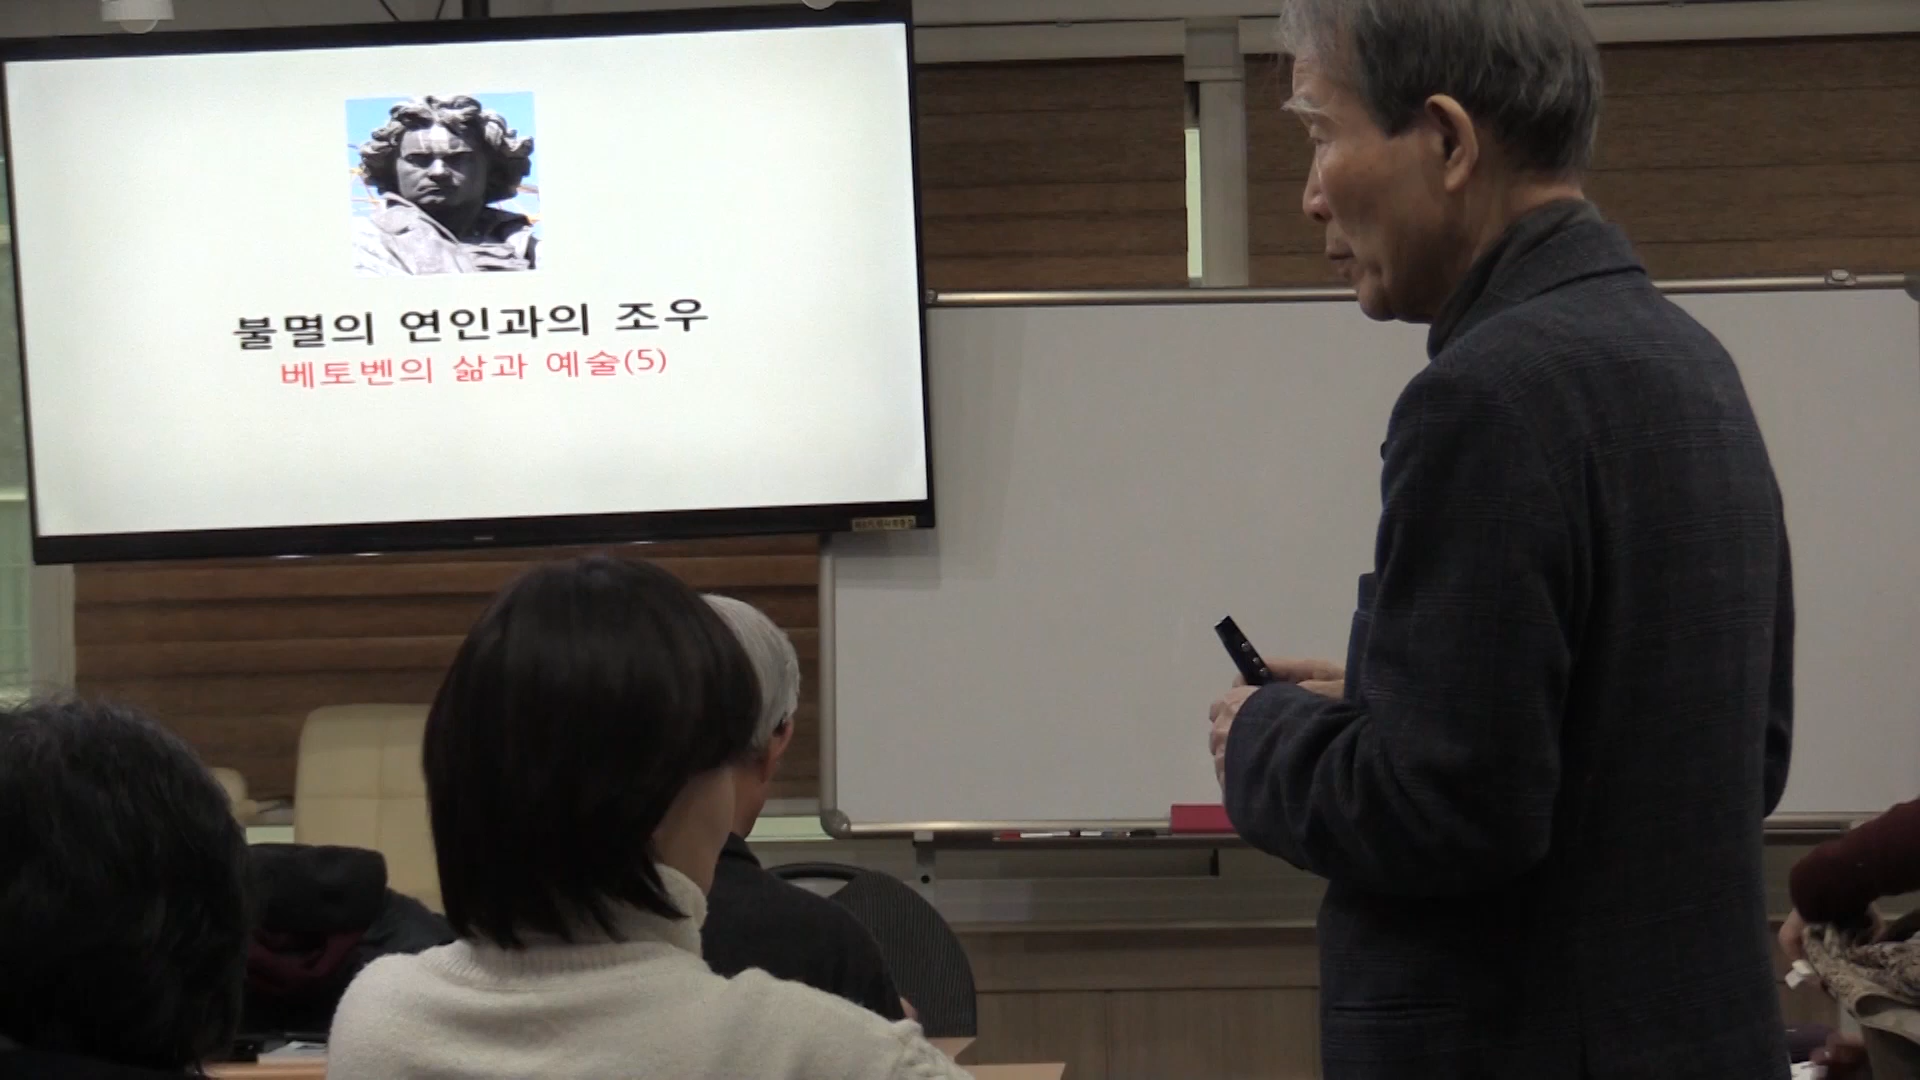 불멸의 연인과의 조우
베토벤의 삶과 예술(5)